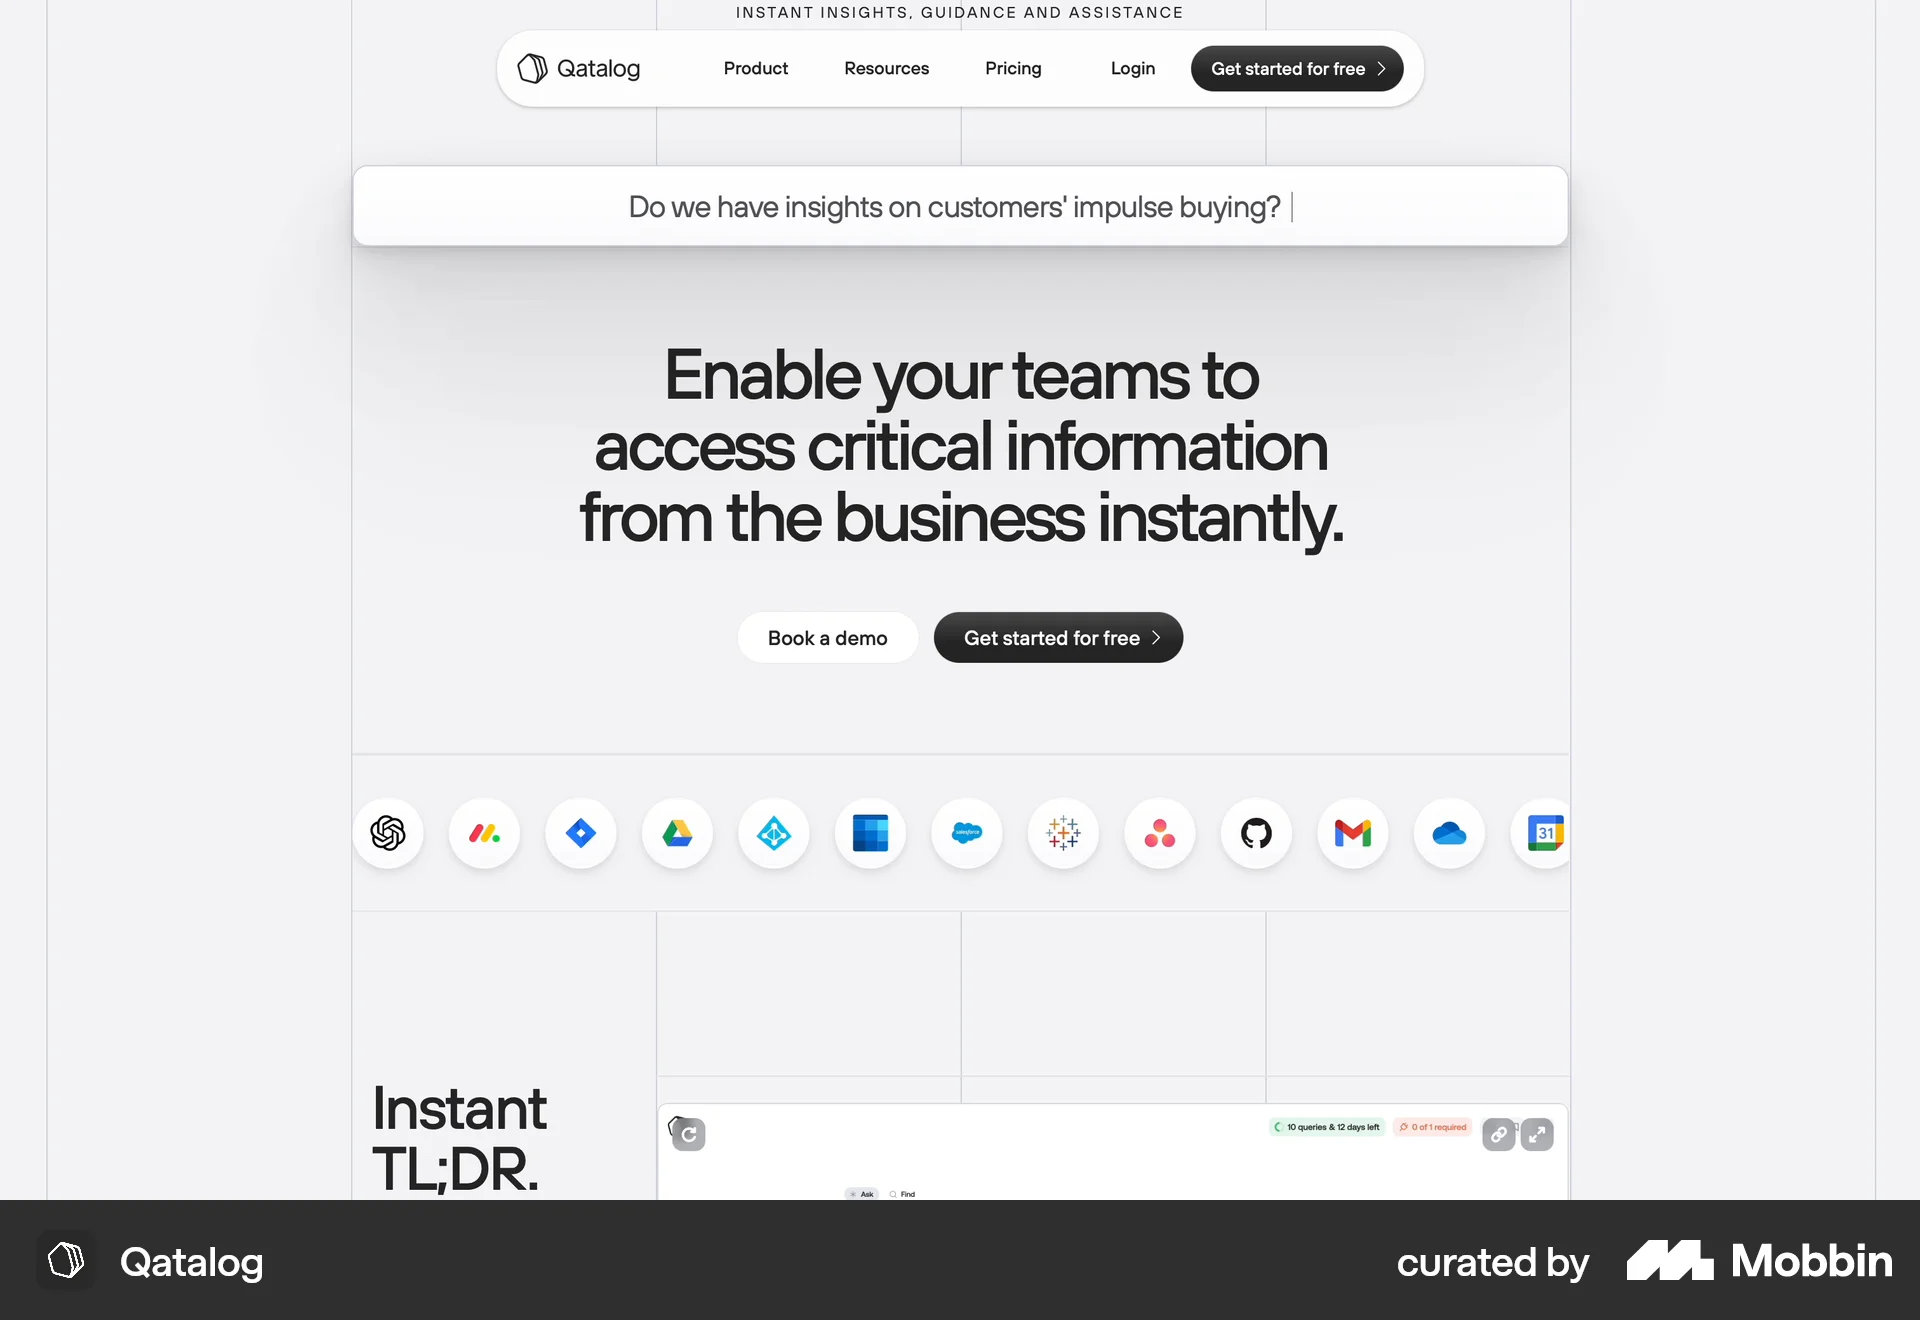 INSTANT INSIGHTS, GUIDANCE AND ASSISTANCE
Qatalog
Product
Resources
Pricing
Login
Get started for free
Do we have insights on customers' impulse buying?
Enable your teams to
access critical information
from the business instantly.
Book a demo
Get started for free
salesforce
31
Instant
TL;DR.
10 queries & 12 days left
0 of 1 required
Ask
Find
Qatalog
curated by
Mobbin